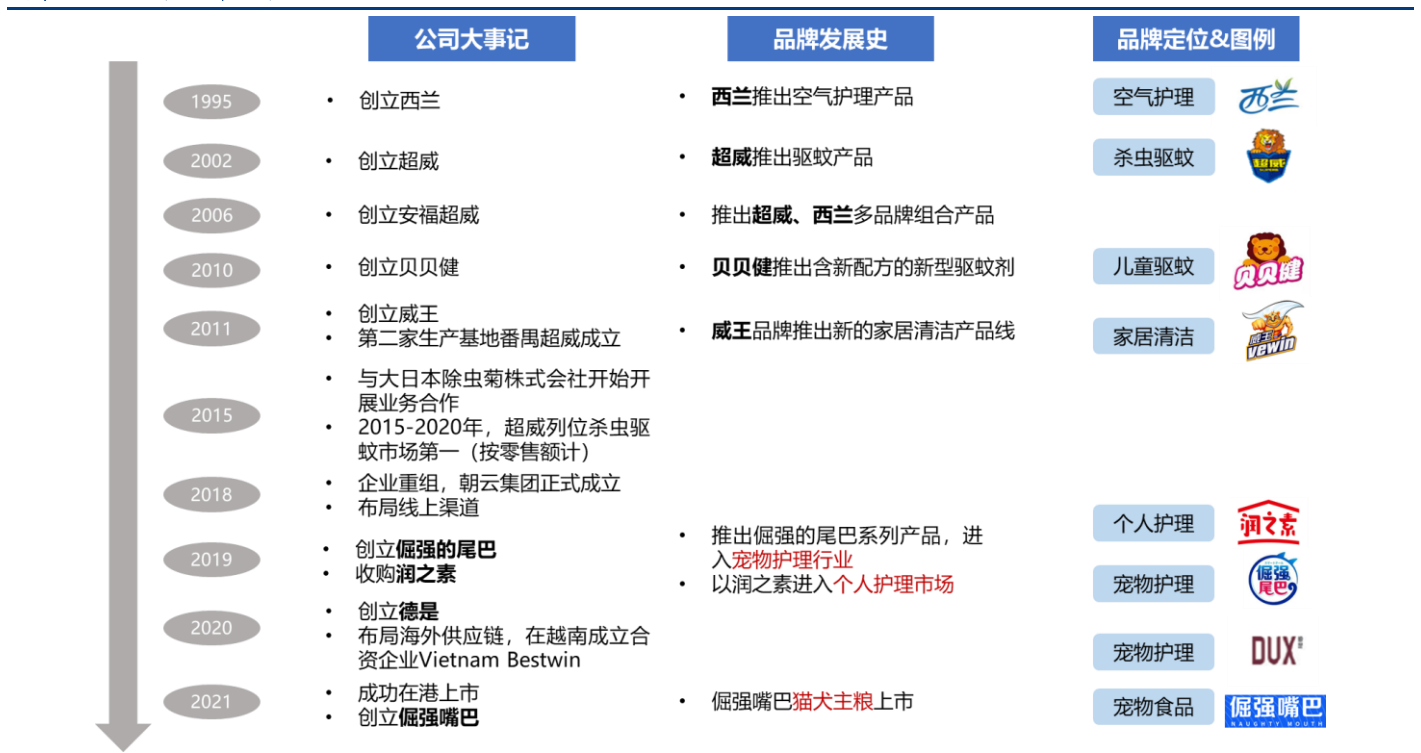 公司大事记
品牌发展史
品牌定位&图例
1995
• 创立西兰
• 西兰推出空气护理产品
空气护理
西兰
2002
• 创立超威
• 超威推出驱蚊产品
杀虫驱蚊
超威
2006
• 创立安福超威
• 推出超威、西兰多品牌组合产品
2010
• 创立贝贝健
• 贝贝健推出含新配方的新型驱蚊剂
儿童驱蚊
贝贝健
2011
• 创立威王
• 第二家生产基地番禺超威成立
• 威王品牌推出新的家居清洁产品线
家居清洁
威王
vewin
2015
• 与大日本除虫菊株式会社开始开
展业务合作
• 2015-2020年，超威列位杀虫驱
蚊市场第一（按零售额计）
2018
• 企业重组，朝云集团正式成立
• 布局线上渠道
2019
• 创立倔强的尾巴
• 收购润之素
• 推出倔强的尾巴系列产品，进
入宠物护理行业
• 以润之素进入个人护理市场
个人护理
润之素
宠物护理
倔强
尾巴
2020
• 创立德是
• 布局海外供应链，在越南成立合
资企业Vietnam Bestwin
宠物护理
DUX
2021
• 成功在港上市
• 创立倔强嘴巴
• 倔强嘴巴猫犬主粮上市
宠物食品
倔强嘴巴
NAUGHTY MOUTH